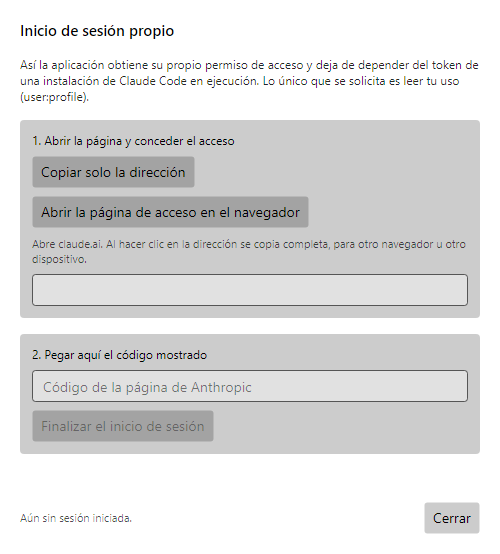 Inicio de sesión propio
Así la aplicación obtiene su propio permiso de acceso y deja de depender del token de
una instalación de Claude Code en ejecución. Lo único que se solicita es leer tu uso
(user:profile).
1. Abrir la página y conceder el acceso
Copiar solo la dirección
Abrir la página de acceso en el navegador
Abre claude.ai. Al hacer clic en la dirección se copia completa, para otro navegador u otro
dispositivo.
2. Pegar aquí el código mostrado
Código de la página de Anthropic
Finalizar el inicio de sesión
Aún sin sesión iniciada.
Cerrar